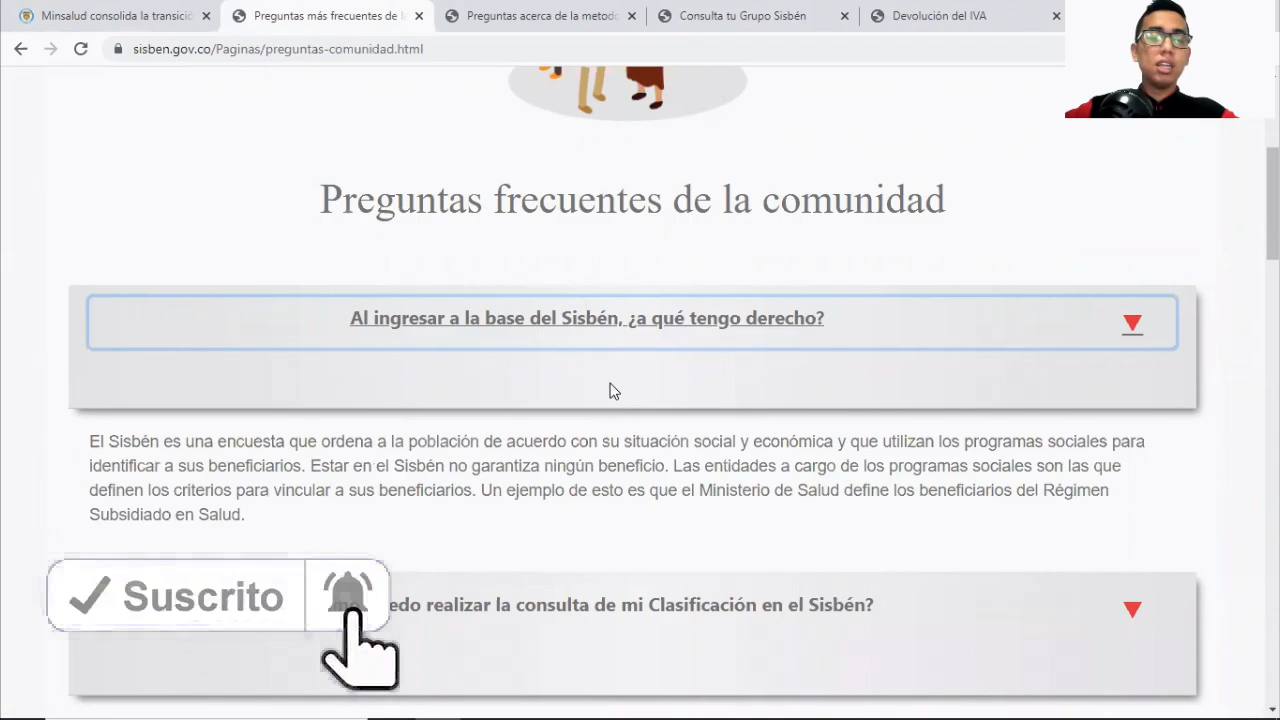 Minsalud consolida la transició
Preguntas más frecuentes de l
Preguntas acerca de la metod
Consulta tu Grupo Sisbén
Devolución del IVA
sisben.gov.co/Paginas/preguntas-comunidad.html
Preguntas frecuentes de la comunidad
Al ingresar a la base del Sisbén, ¿a qué tengo derecho?
El Sisbén es una encuesta que ordena a la población de acuerdo con su situación social y económica y que utilizan los programas sociales para
identificar a sus beneficiarios. Estar en el Sisbén no garantiza ningún beneficio. Las entidades a cargo de los programas sociales son las que
definen los criterios para vincular a sus beneficiarios. Un ejemplo de esto es que el Ministerio de Salud define los beneficiarios del Régimen
Subsidiado en Salud.
Suscrito
realizar la consulta de mi Clasificación en el Sisbén?